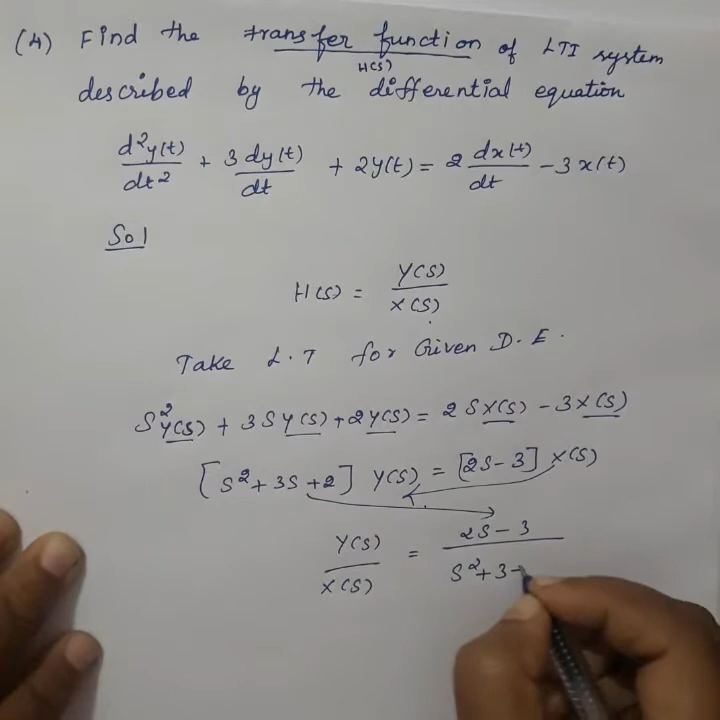 (4) Find the transfer function of LTI system
H(s)
described by the differential equation
d²y(t)/dt² + 3 dy(t)/dt + 2y(t) = 2 dx(t)/dt - 3x(t)
Sol
H(s) = Y(s)/X(s)
Take L.T for Given D.E.
S²Y(s) + 3SY(s) + 2Y(s) = 2SX(s) - 3X(s)
[S²+3S+2] Y(s) = [2S-3] X(s)
Y(s)/X(s) = 2S-3/S²+3